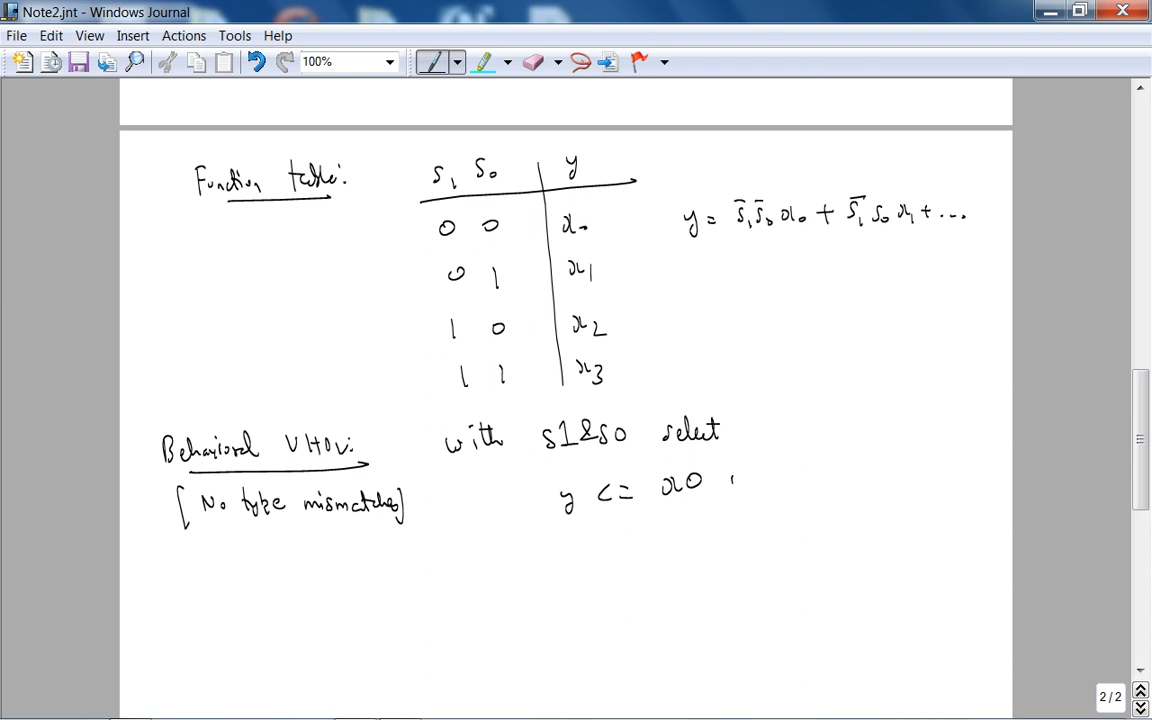 Note2.jnt - Windows Journal
File Edit View Insert Actions Tools Help
100%
Function table: s₁ s₀ y
y = s̅₁s̅₀x₀ + s̅₁s₀x₁ + ...
0 0 x₀
0 1 x₁
1 0 x₂
1 1 x₃
Behavioral VHDL: with s1&s0 select
[No type mismatches] y <= x0
2/2